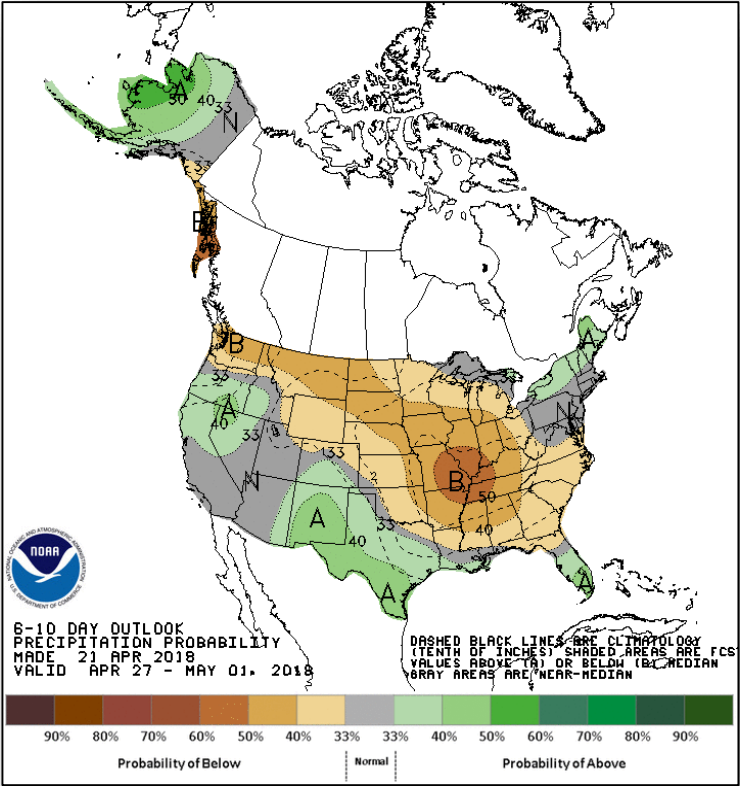 A
50
40
33
N
33
B
B
33
A
40
33
N
33
2
A
40
33
B
50
40
N
A
A
A
NATIONAL OCEANIC AND ATMOSPHERIC ADMINISTRATION
NOAA
U.S. DEPARTMENT OF COMMERCE
6-10 DAY OUTLOOK
PRECIPITATION PROBABILITY
MADE 21 APR 2018
VALID APR 27 - MAY 01, 2018
DASHED BLACK LINES ARE CLIMATOLOGY
(TENTH OF INCHES) SHADED AREAS ARE FCST
VALUES ABOVE (A) OR BELOW (B) MEDIAN
GRAY AREAS ARE NEAR-MEDIAN
90% 80% 70% 60% 50% 40% 33% 33% 40% 50% 60% 70% 80% 90%
Probability of Below Normal Probability of Above